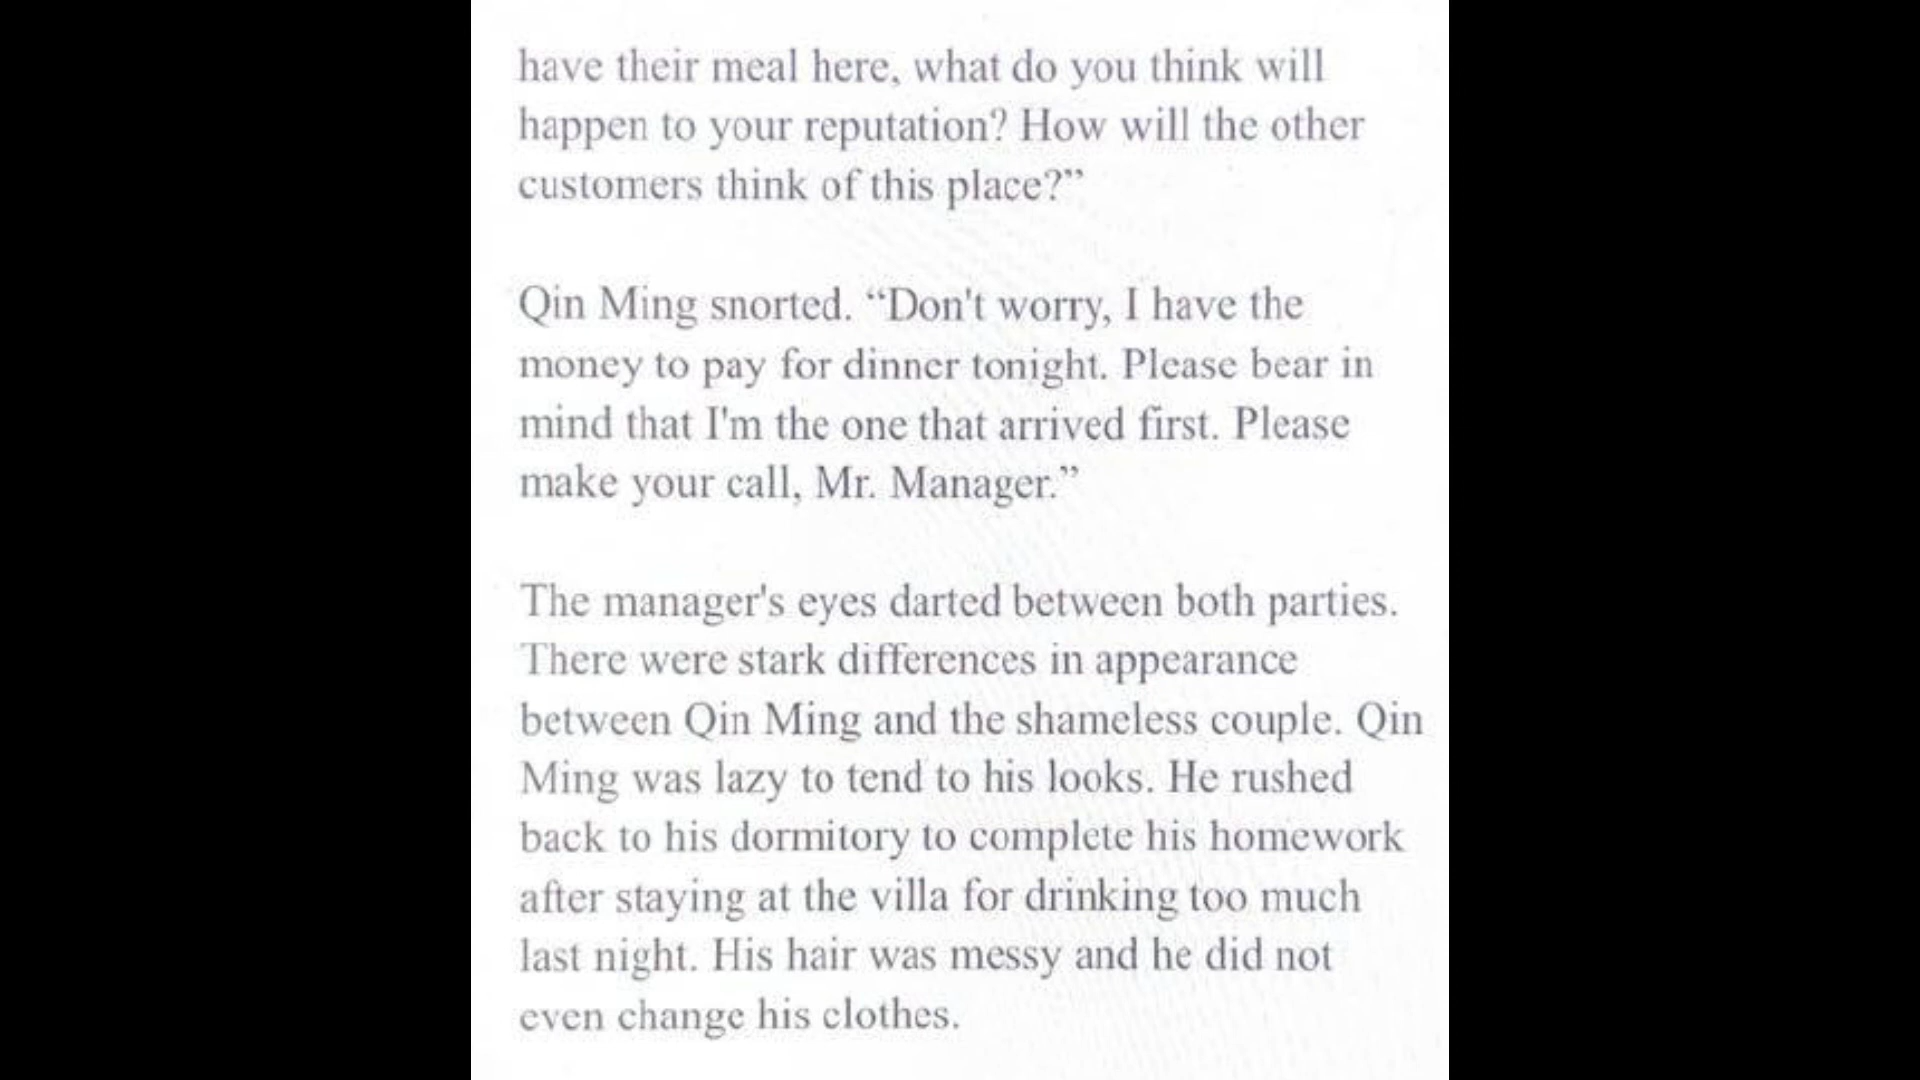 have their meal here, what do you think will
happen to your reputation? How will the other
customers think of this place?”
Qin Ming snorted. “Don't worry, I have the
money to pay for dinner tonight. Please bear in
mind that I'm the one that arrived first. Please
make your call, Mr. Manager.”
The manager's eyes darted between both parties.
There were stark differences in appearance
between Qin Ming and the shameless couple. Qin
Ming was lazy to tend to his looks. He rushed
back to his dormitory to complete his homework
after staying at the villa for drinking too much
last night. His hair was messy and he did not
even change his clothes.